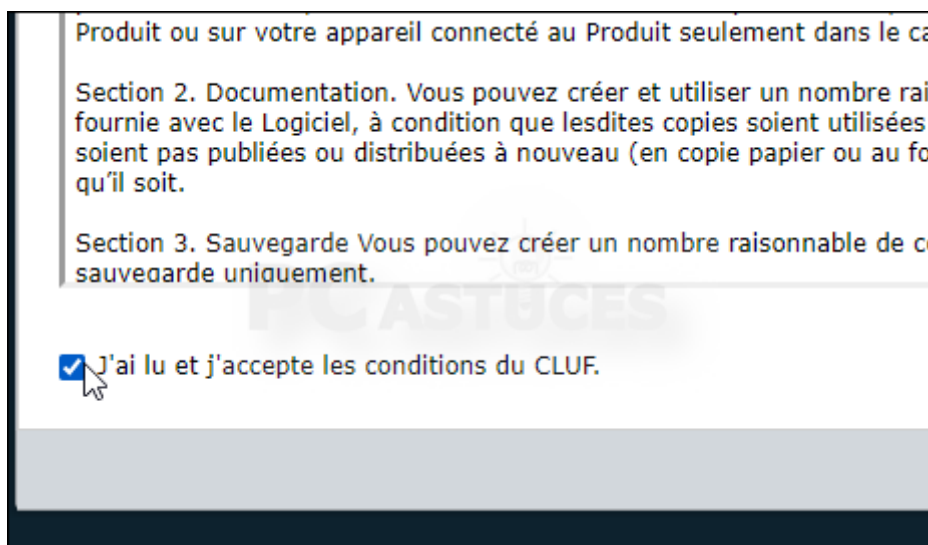 Produit ou sur votre appareil connecté au Produit seulement dans le
Section 2. Documentation. Vous pouvez créer et utiliser un nombre
fournie avec le Logiciel, à condition que lesdites copies soient utilisées
soient pas publiées ou distribuées à nouveau (en copie papier ou au
qu'il soit.
Section 3. Sauvegarde Vous pouvez créer un nombre raisonnable de
sauvegarde uniquement.
PC ASTUCES
J'ai lu et j'accepte les conditions du CLUF.